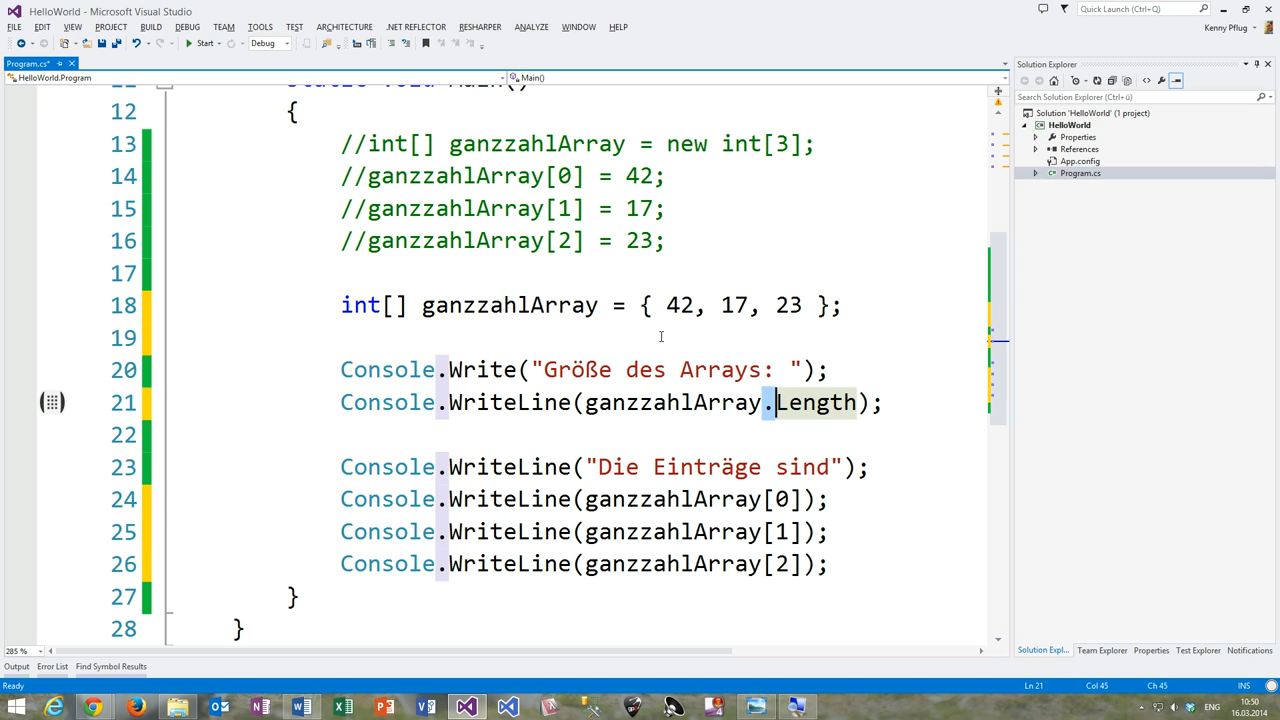 HelloWorld - Microsoft Visual Studio
Quick Launch (Ctrl+Q)
FILE EDIT VIEW PROJECT BUILD DEBUG TEAM TOOLS TEST ARCHITECTURE .NET REFLECTOR RESHARPER ANALYZE WINDOW HELP
Kenny Pflug
Start Debug
Program.cs*
HelloWorld.Program
Main()
12 {
13 //int[] ganzzahlArray = new int[3];
14 //ganzzahlArray[0] = 42;
15 //ganzzahlArray[1] = 17;
16 //ganzzahlArray[2] = 23;
17
18 int[] ganzzahlArray = { 42, 17, 23 };
19
20 Console.Write("Größe des Arrays: ");
21 Console.WriteLine(ganzzahlArray.Length);
22
23 Console.WriteLine("Die Einträge sind");
24 Console.WriteLine(ganzzahlArray[0]);
25 Console.WriteLine(ganzzahlArray[1]);
26 Console.WriteLine(ganzzahlArray[2]);
27 }
28 }
285 %
Output Error List Find Symbol Results
Ready
Ln 21 Col 45 Ch 45 INS
Solution Explorer
Search Solution Explorer (Ctrl+ü)
Solution 'HelloWorld' (1 project)
HelloWorld
Properties
References
App.config
Program.cs
Solution Expl... Team Explorer Properties Test Explorer Notifications
ENG
10:50
16.03.2014